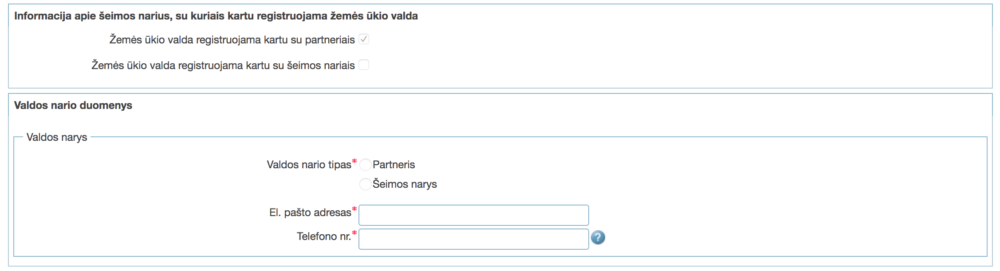 Informacija apie šeimos narius, su kuriais kartu registruojama žemės ūkio valda
Žemės ūkio valda registruojama kartu su partneriais
Žemės ūkio valda registruojama kartu su šeimos nariais
Valdos nario duomenys
Valdos narys
Valdos nario tipas* Partneris
Šeimos narys
El. pašto adresas*
Telefono nr.* ?